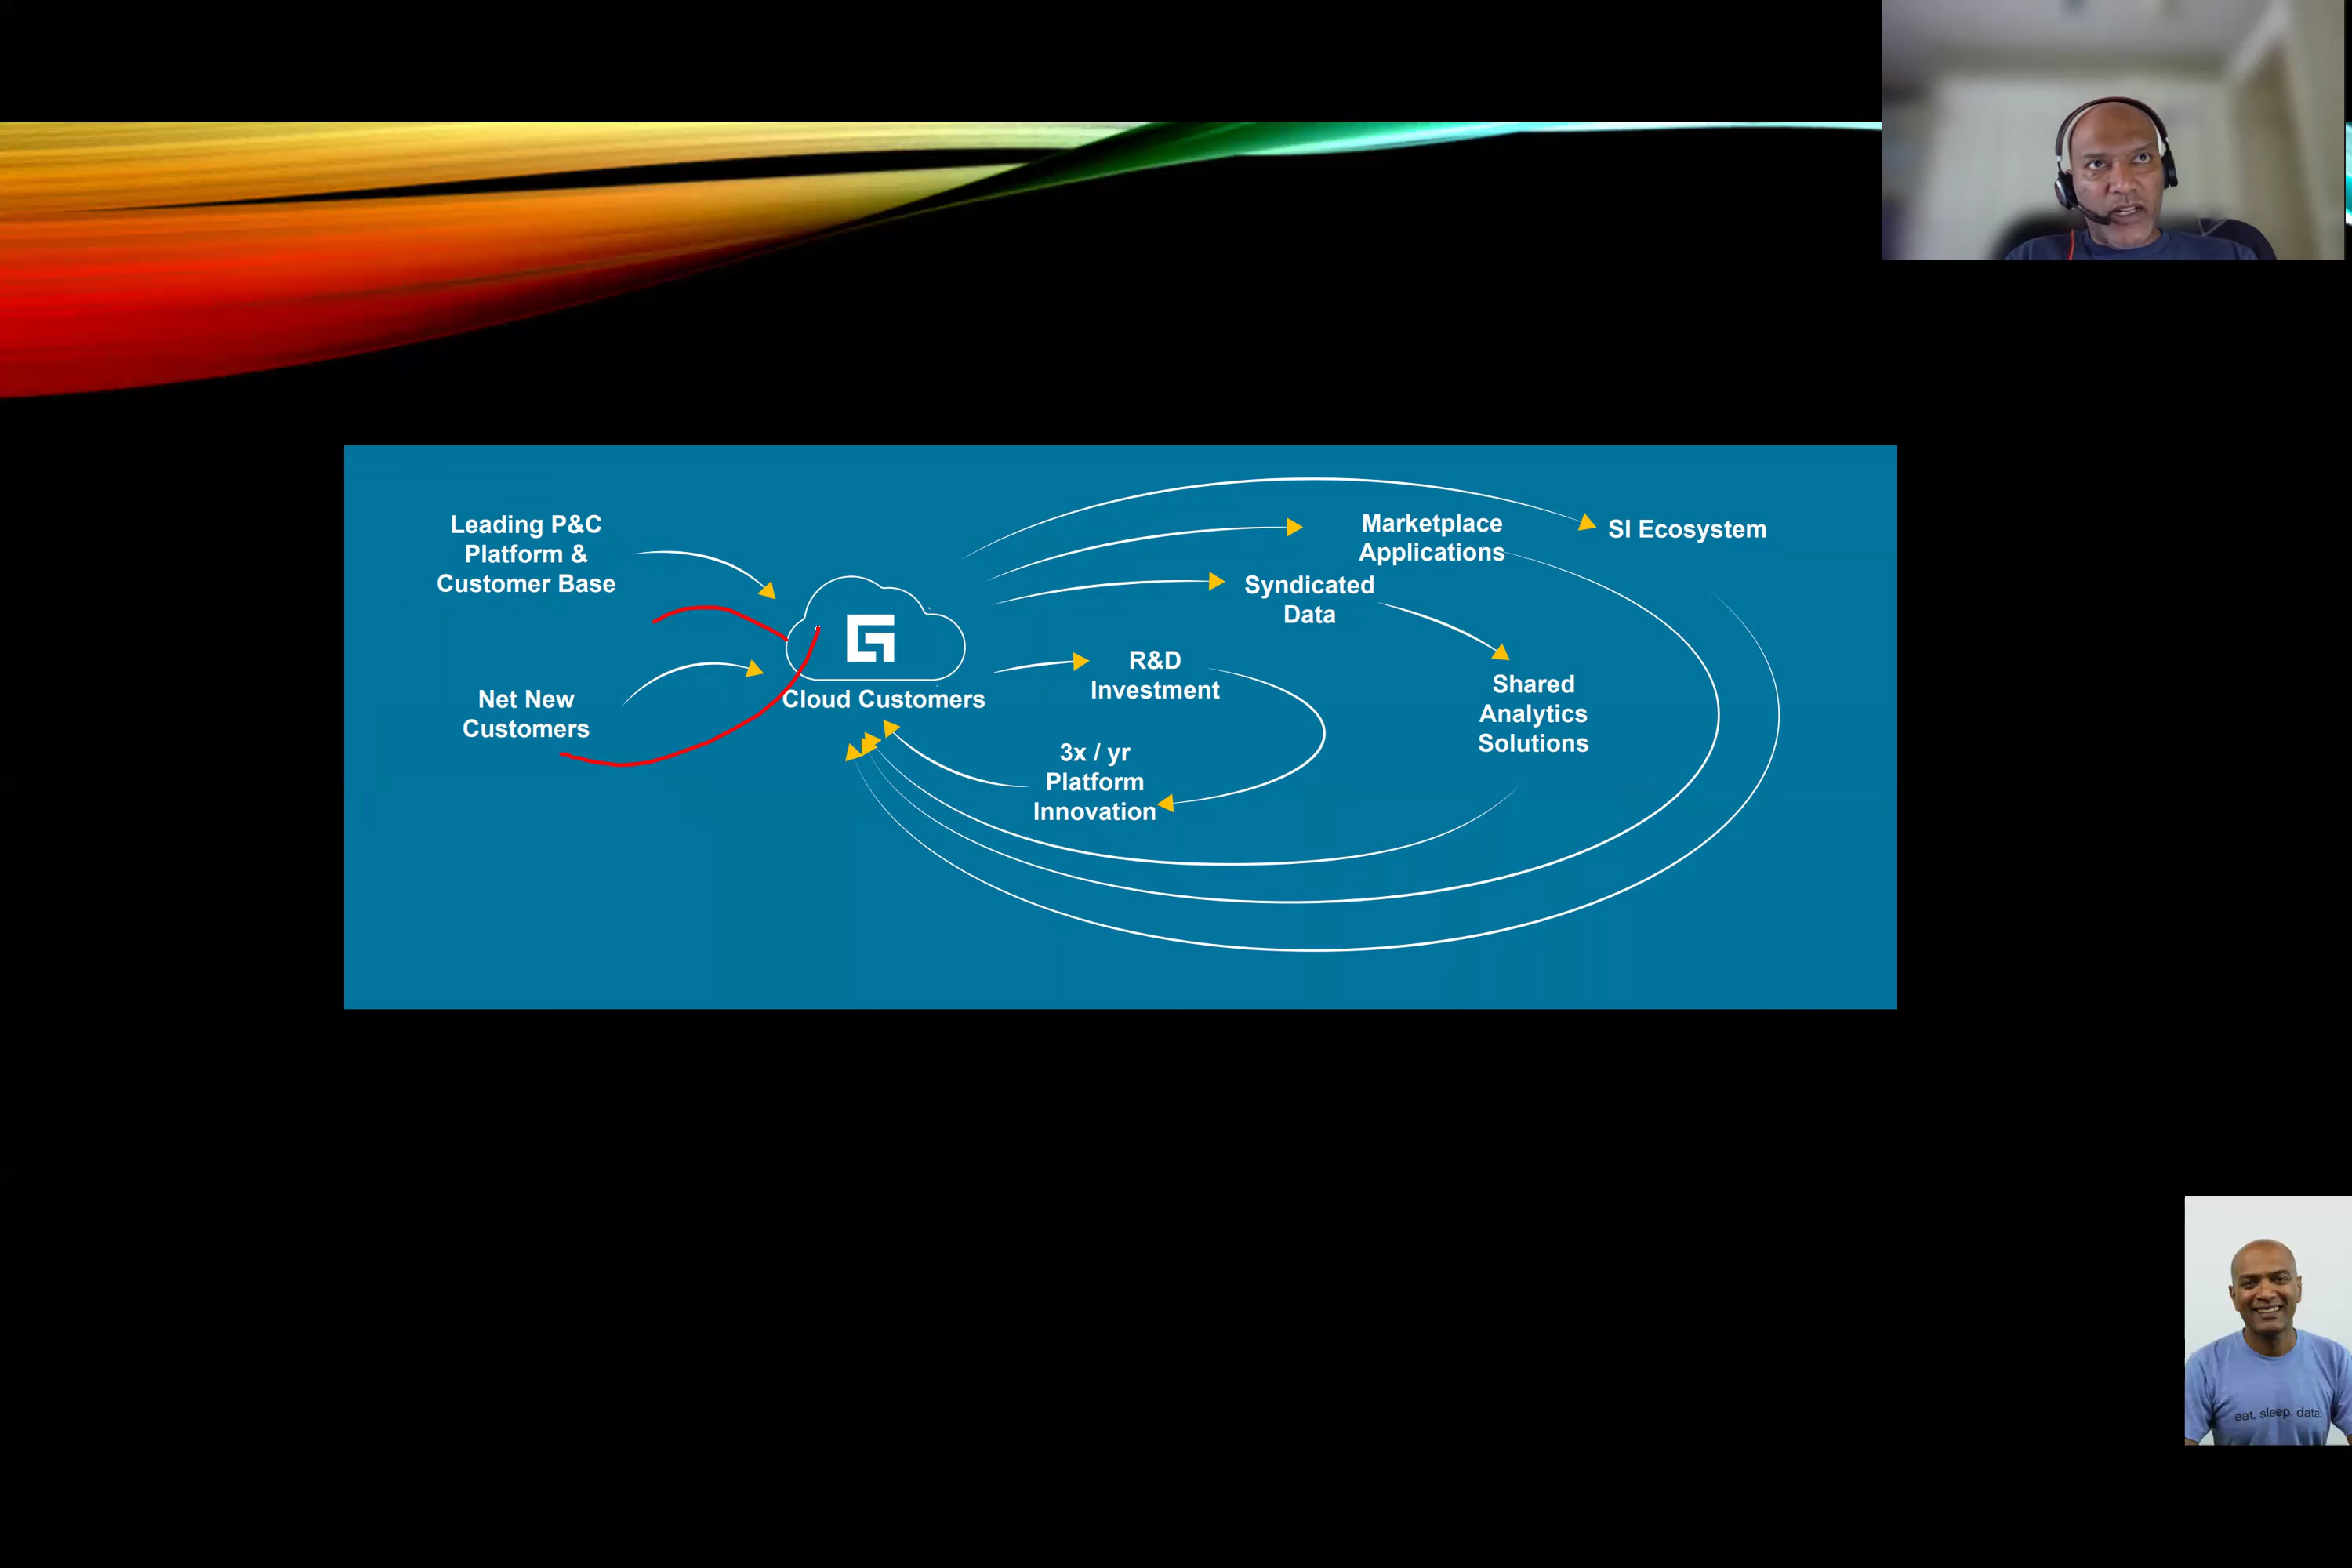 Leading P&C
Platform &
Customer Base
Net New
Customers
Cloud Customers
Marketplace
Applications
SI Ecosystem
Syndicated
Data
R&D
Investment
Shared
Analytics
Solutions
3x / yr
Platform
Innovation
eat. sleep. data